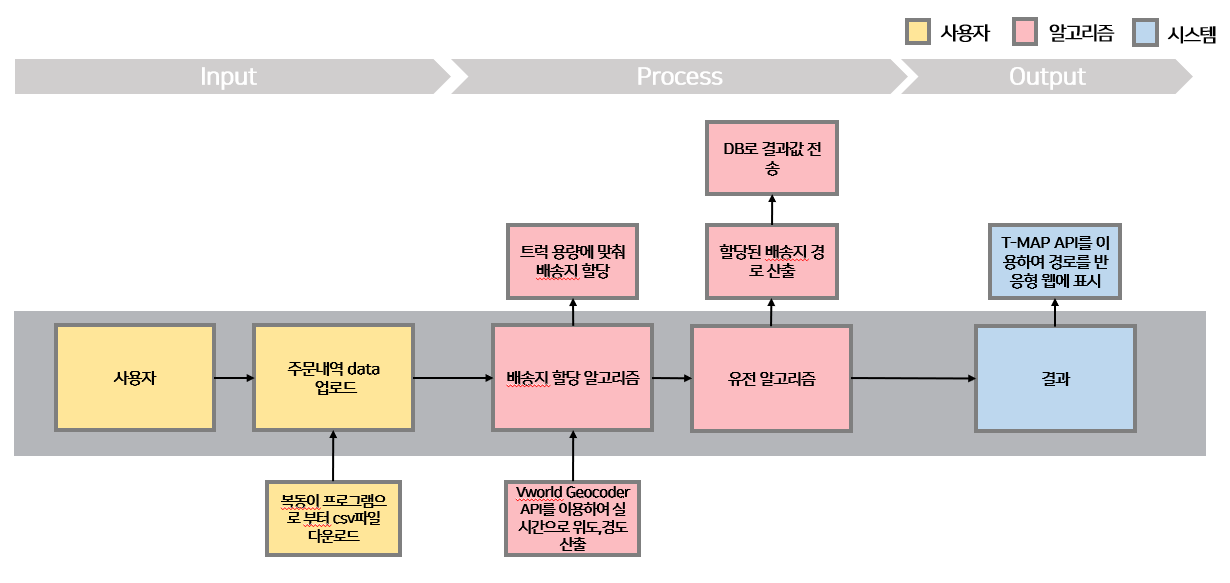 사용자
알고리즘
시스템
Input
Process
Output
DB로 결과값 전
송
트럭 용량에 맞춰
배송지 할당
할당된 배송지 경
로 산출
T-MAP API를 이
용하여 경로를 반
응형 웹에 표시
사용자
주문내역 data
업로드
배송지 할당 알고리즘
유전 알고리즘
결과
복동이 프로그램으
로 부터 csv파일
다운로드
Vworld Geocoder
API를 이용하여 실
시간으로 위도,경도
산출